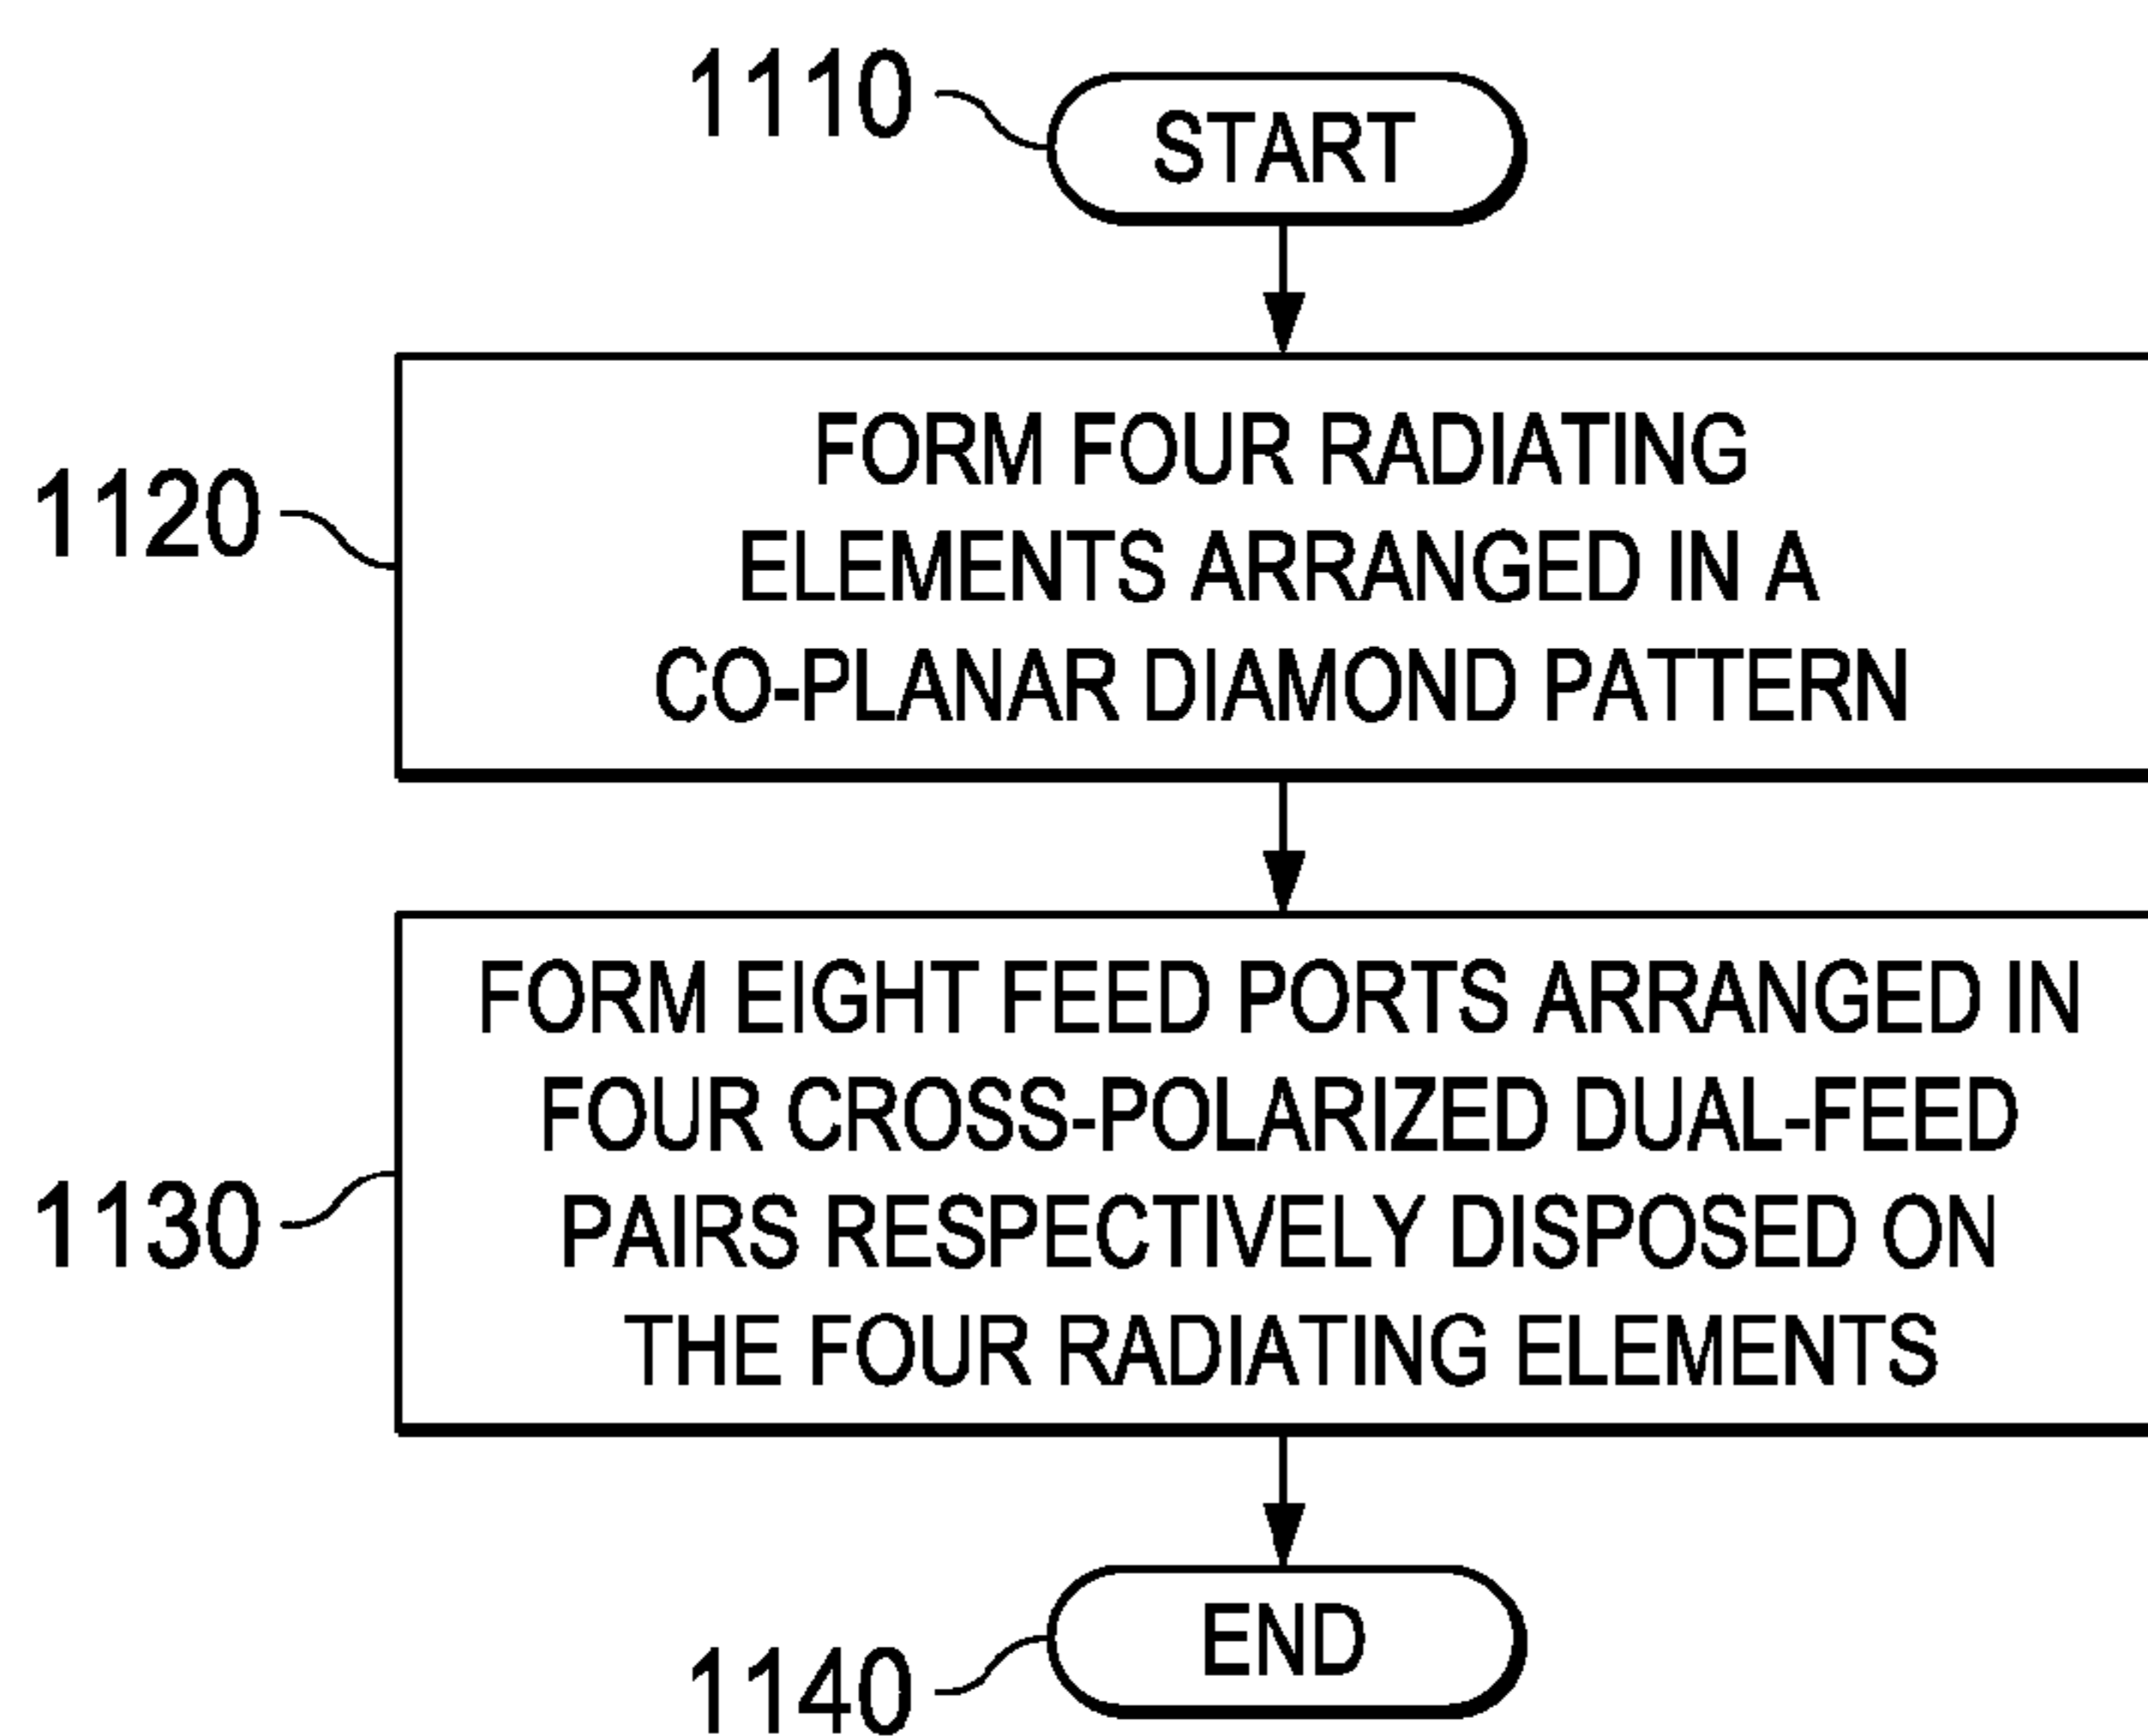 1110
START
1120
FORM FOUR RADIATING
ELEMENTS ARRANGED IN A
CO-PLANAR DIAMOND PATTERN
1130
FORM EIGHT FEED PORTS ARRANGED IN
FOUR CROSS-POLARIZED DUAL-FEED
PAIRS RESPECTIVELY DISPOSED ON
THE FOUR RADIATING ELEMENTS
1140
END